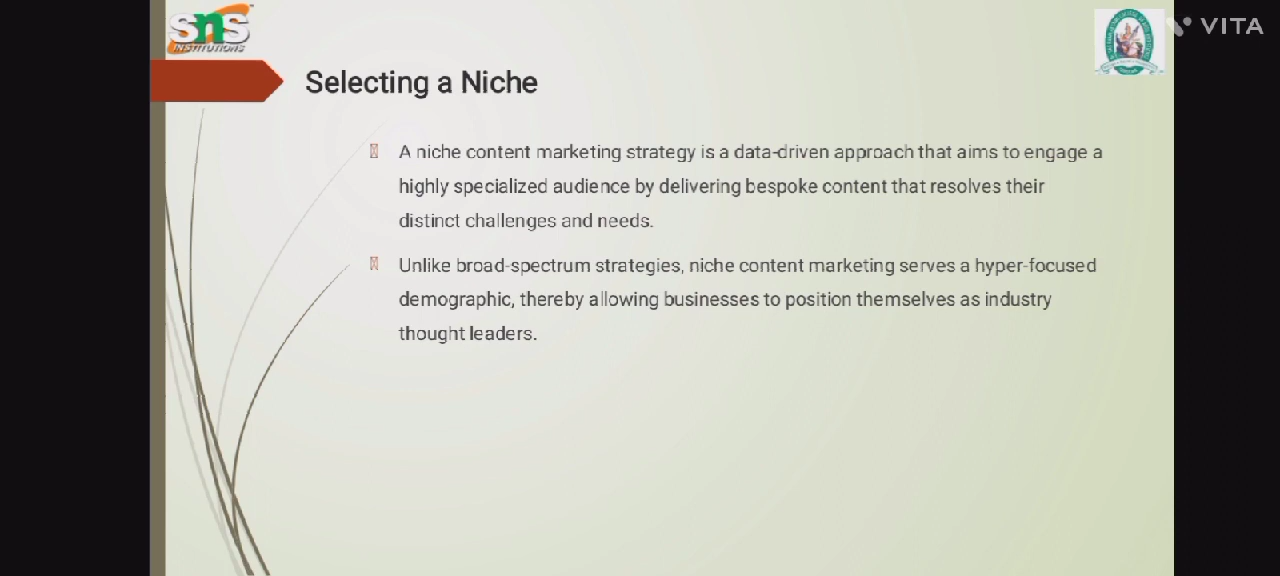 SNS
INSTITUTIONS
VITA
Selecting a Niche
A niche content marketing strategy is a data-driven approach that aims to engage a
highly specialized audience by delivering bespoke content that resolves their
distinct challenges and needs.
Unlike broad-spectrum strategies, niche content marketing serves a hyper-focused
demographic, thereby allowing businesses to position themselves as industry
thought leaders.